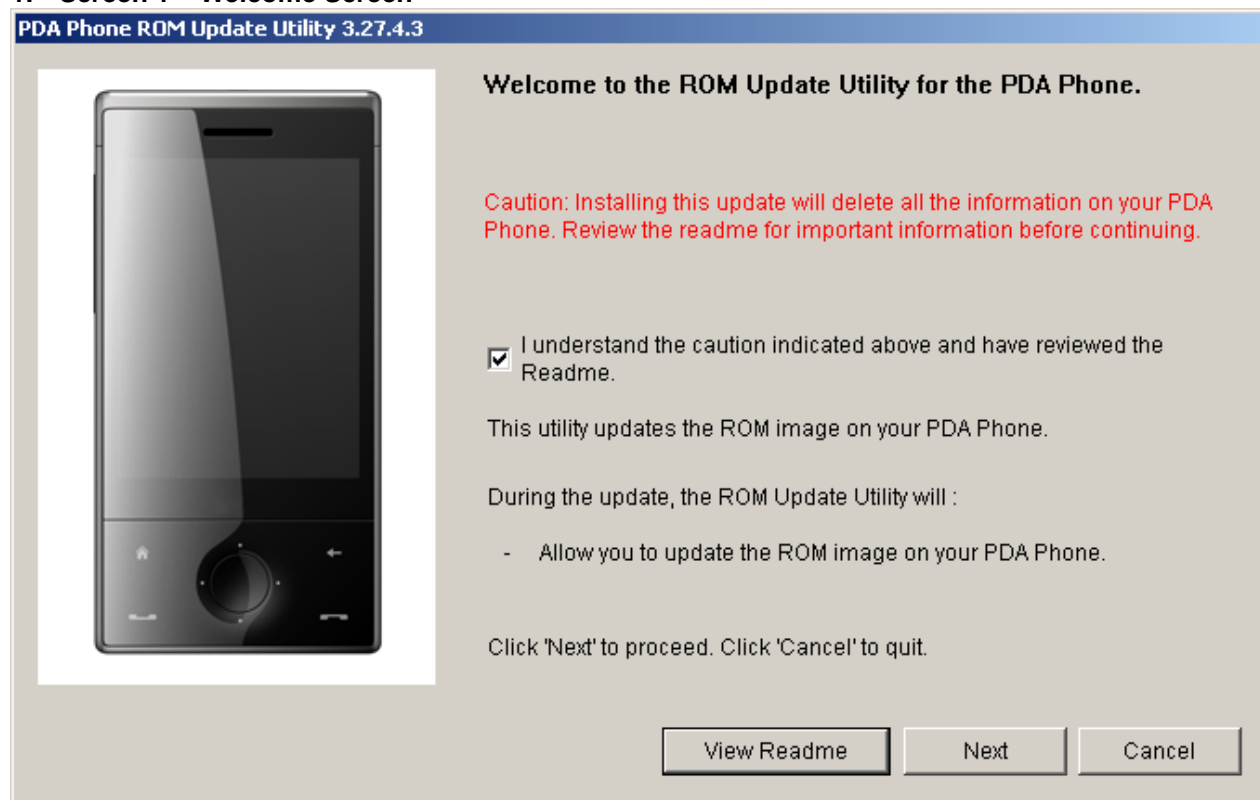 PDA Phone ROM Update Utility 3.27.4.3
Welcome to the ROM Update Utility for the PDA Phone.
Caution: Installing this update will delete all the information on your PDA
Phone. Review the readme for important information before continuing.
I understand the caution indicated above and have reviewed the
Readme.
This utility updates the ROM image on your PDA Phone.
During the update, the ROM Update Utility will :
- Allow you to update the ROM image on your PDA Phone.
Click 'Next' to proceed. Click 'Cancel' to quit.
View Readme
Next
Cancel